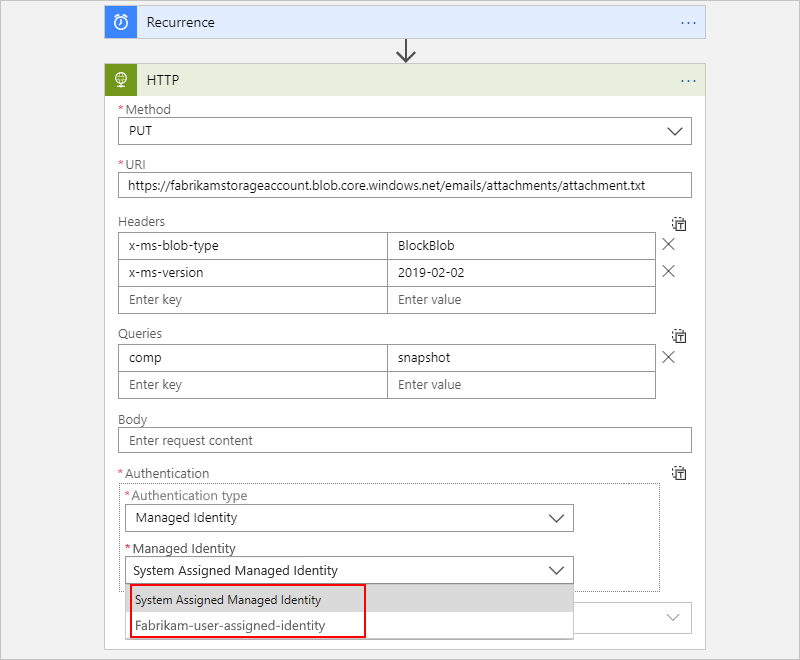 Recurrence
HTTP
* Method
PUT
* URI
https://fabrikamstorageaccount.blob.core.windows.net/emails/attachments/attachment.txt
Headers
x-ms-blob-type BlockBlob
x-ms-version 2019-02-02
Enter key Enter value
Queries
comp snapshot
Enter key Enter value
Body
Enter request content
* Authentication
* Authentication type
Managed Identity
* Managed Identity
System Assigned Managed Identity
System Assigned Managed Identity
Fabrikam-user-assigned-identity